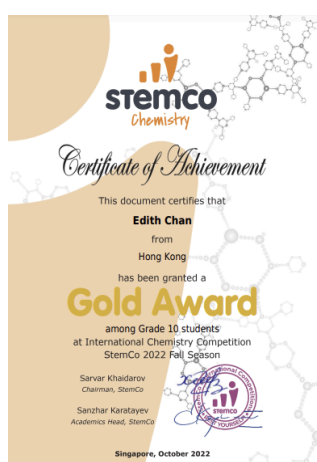 stemco
Chemistry
Certificate of Achievement
This document certifies that
Edith Chan
from
Hong Kong
has been granted a
Gold Award
among Grade 10 students
at International Chemistry Competition
StemCo 2022 Fall Season
Sarvar Khaidarov
Chairman, StemCo
Sanzhar Karatayev
Academics Head, StemCo
stemco
Singapore, October 2022